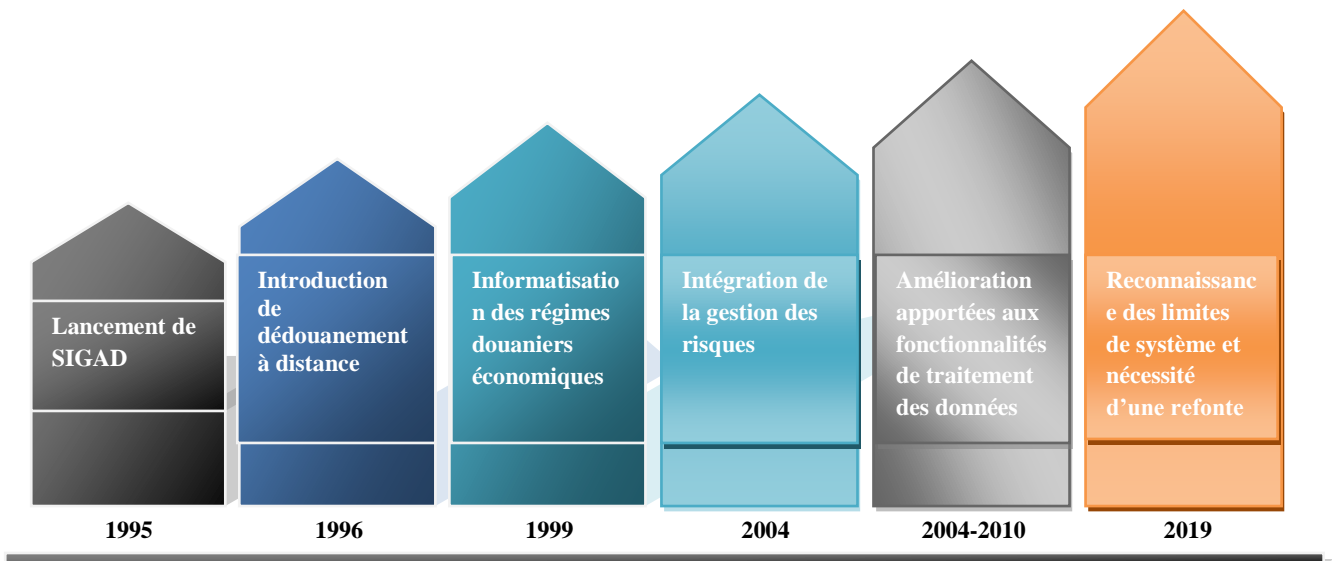 Lancement de
SIGAD
Introduction
de
dédouanement
à distance
Informatisatio
n des régimes
douaniers
économiques
Intégration de
la gestion des
risques
Amélioration
apportées aux
fonctionnalités
de traitement
des données
Reconnaissanc
e des limites
de système et
nécessité
d’une refonte
1995
1996
1999
2004
2004-2010
2019